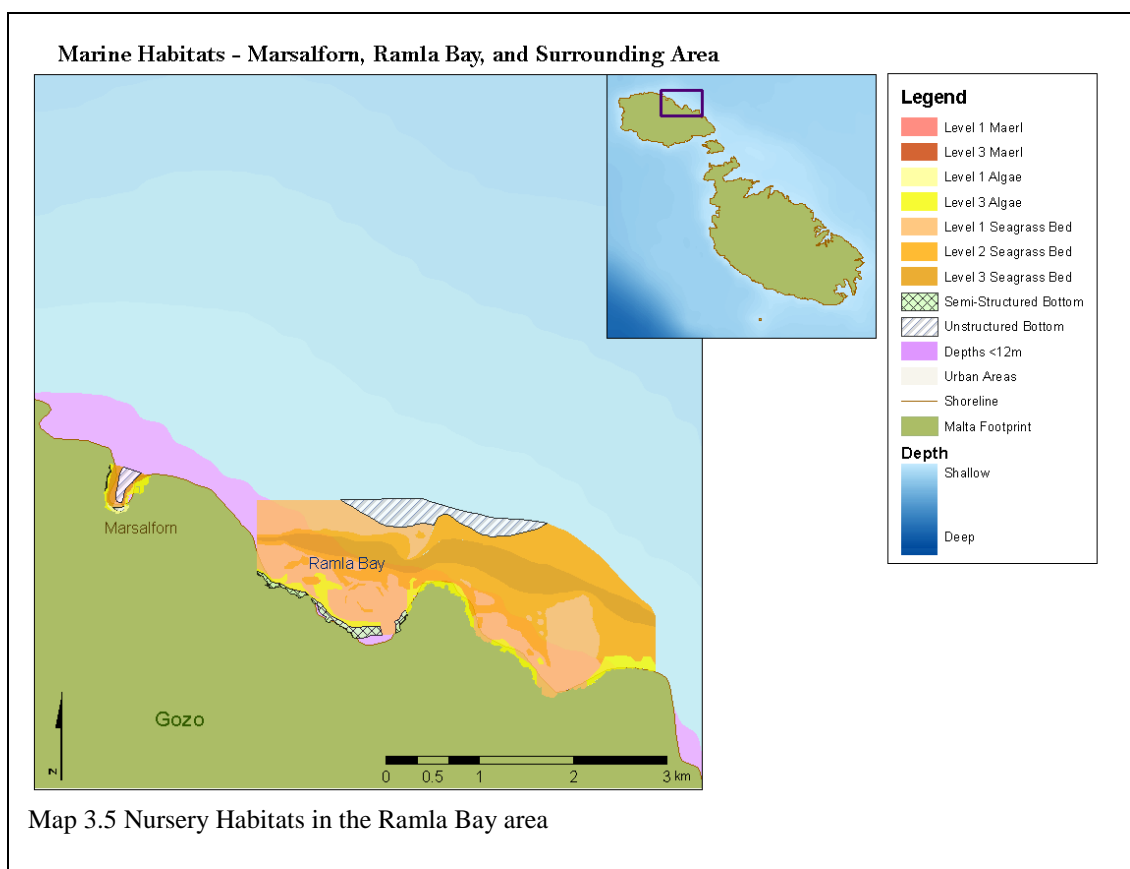 Marine Habitats - Marsalforn, Ramla Bay, and Surrounding Area
Legend
Level 1 Maerl
Level 3 Maerl
Level 1 Algae
Level 3 Algae
Level 1 Seagrass Bed
Level 2 Seagrass Bed
Level 3 Seagrass Bed
Semi-Structured Bottom
Unstructured Bottom
Depths <12m
Urban Areas
Shoreline
Malta Footprint
Depth
Shallow
Deep
Marsalforn
Ramla Bay
Gozo
N
0 0.5 1 2 3 km
Map 3.5 Nursery Habitats in the Ramla Bay area